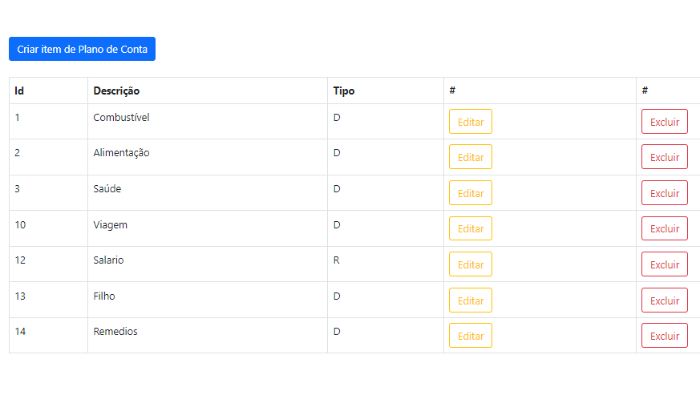 Criar item de Plano de Conta
Id Descrição Tipo # #
1 Combustível D Editar Excluir
2 Alimentação D Editar Excluir
3 Saúde D Editar Excluir
10 Viagem D Editar Excluir
12 Salario R Editar Excluir
13 Filho D Editar Excluir
14 Remedios D Editar Excluir